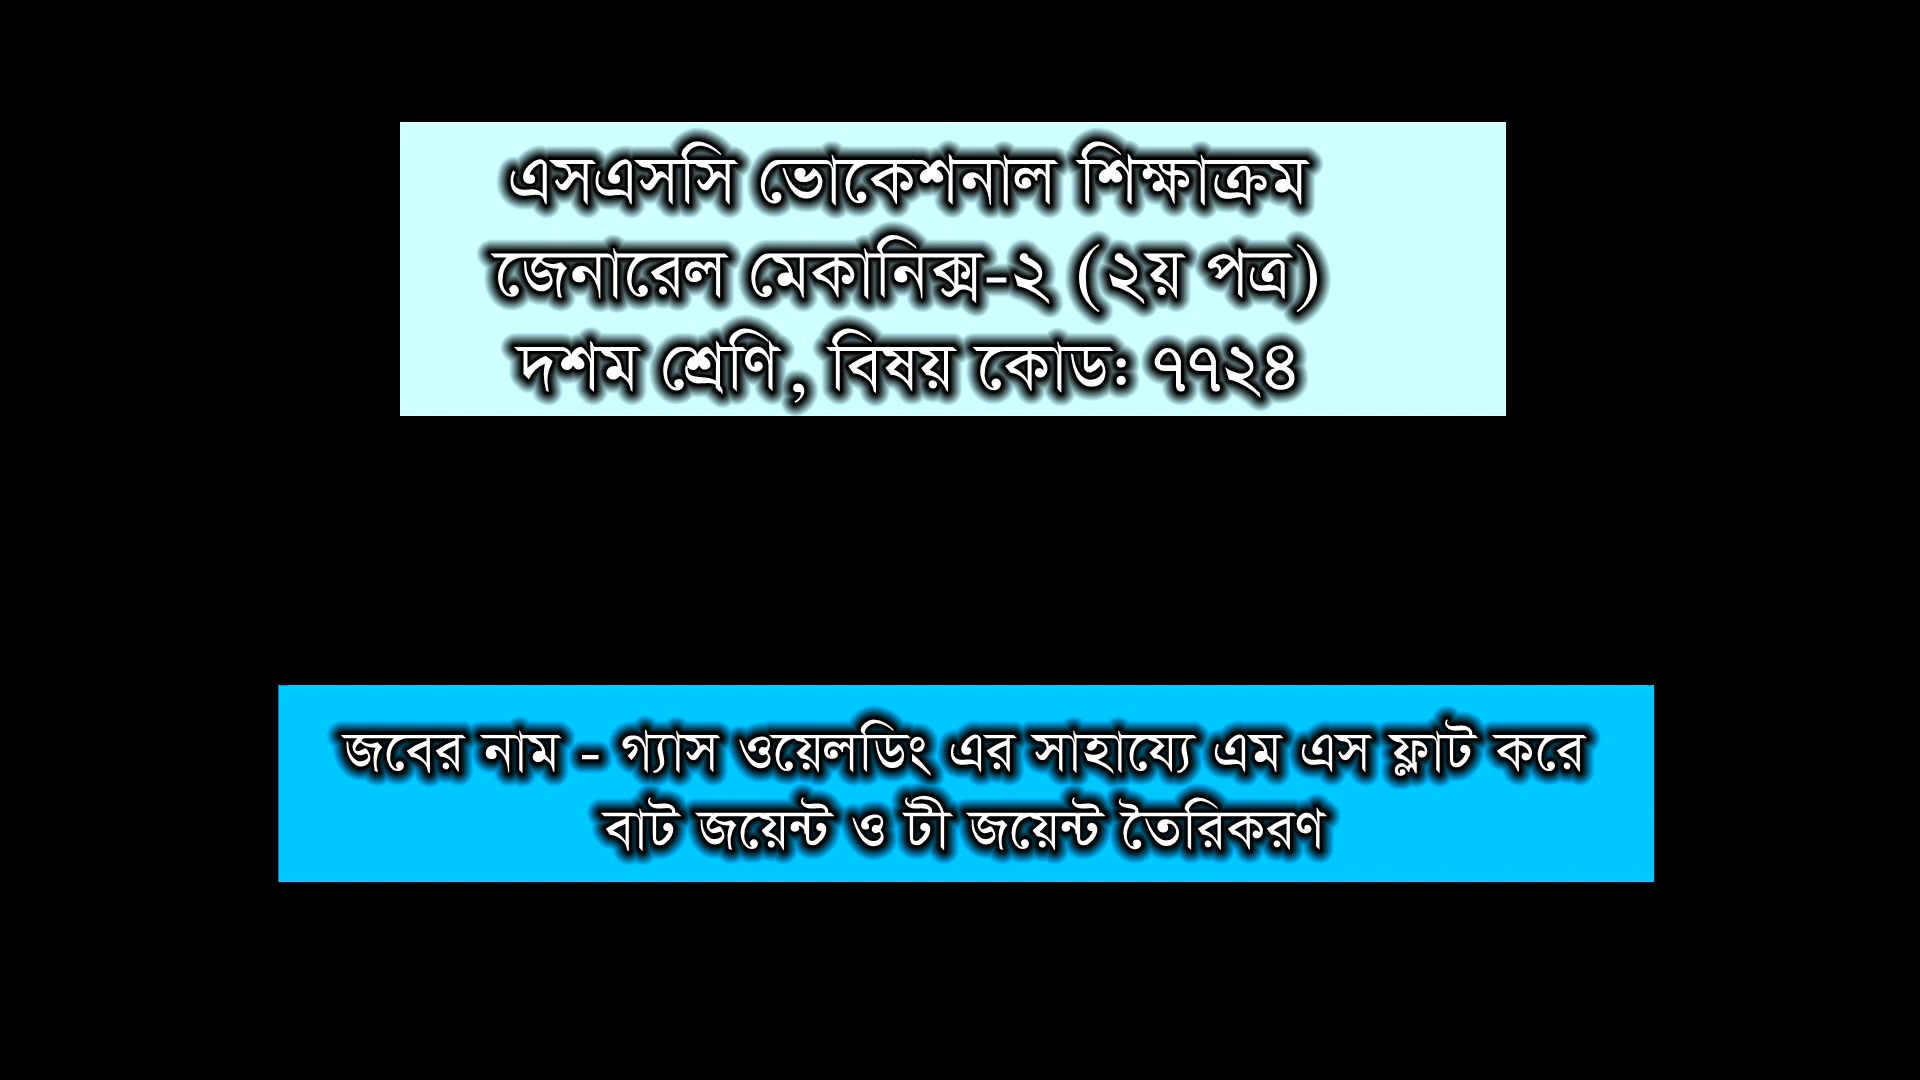 এসএসসি ভোকেশনাল শিক্ষাক্রম
জেনারেল মেকানিক্স-২ (২য় পত্র)
দশম শ্রেণি, বিষয় কোডঃ ৭৭২৪
জবের নাম - গ্যাস ওয়েলডিং এর সাহায্যে এম এস ফ্লাট করে
বাট জয়েন্ট ও টী জয়েন্ট তৈরিকরণ